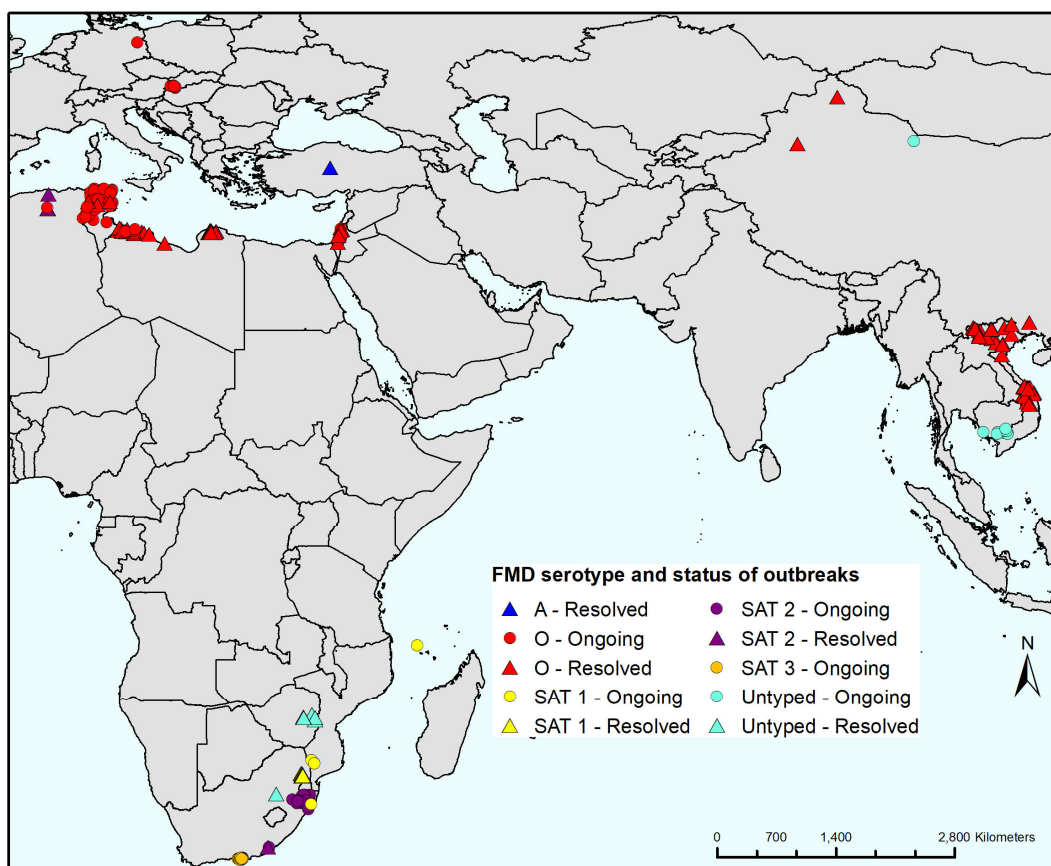 FMD serotype and status of outbreaks
A - Resolved
O - Ongoing
O - Resolved
SAT 1 - Ongoing
SAT 1 - Resolved
SAT 2 - Ongoing
SAT 2 - Resolved
SAT 3 - Ongoing
Untyped - Ongoing
Untyped - Resolved
N
0 700 1,400 2,800 Kilometers